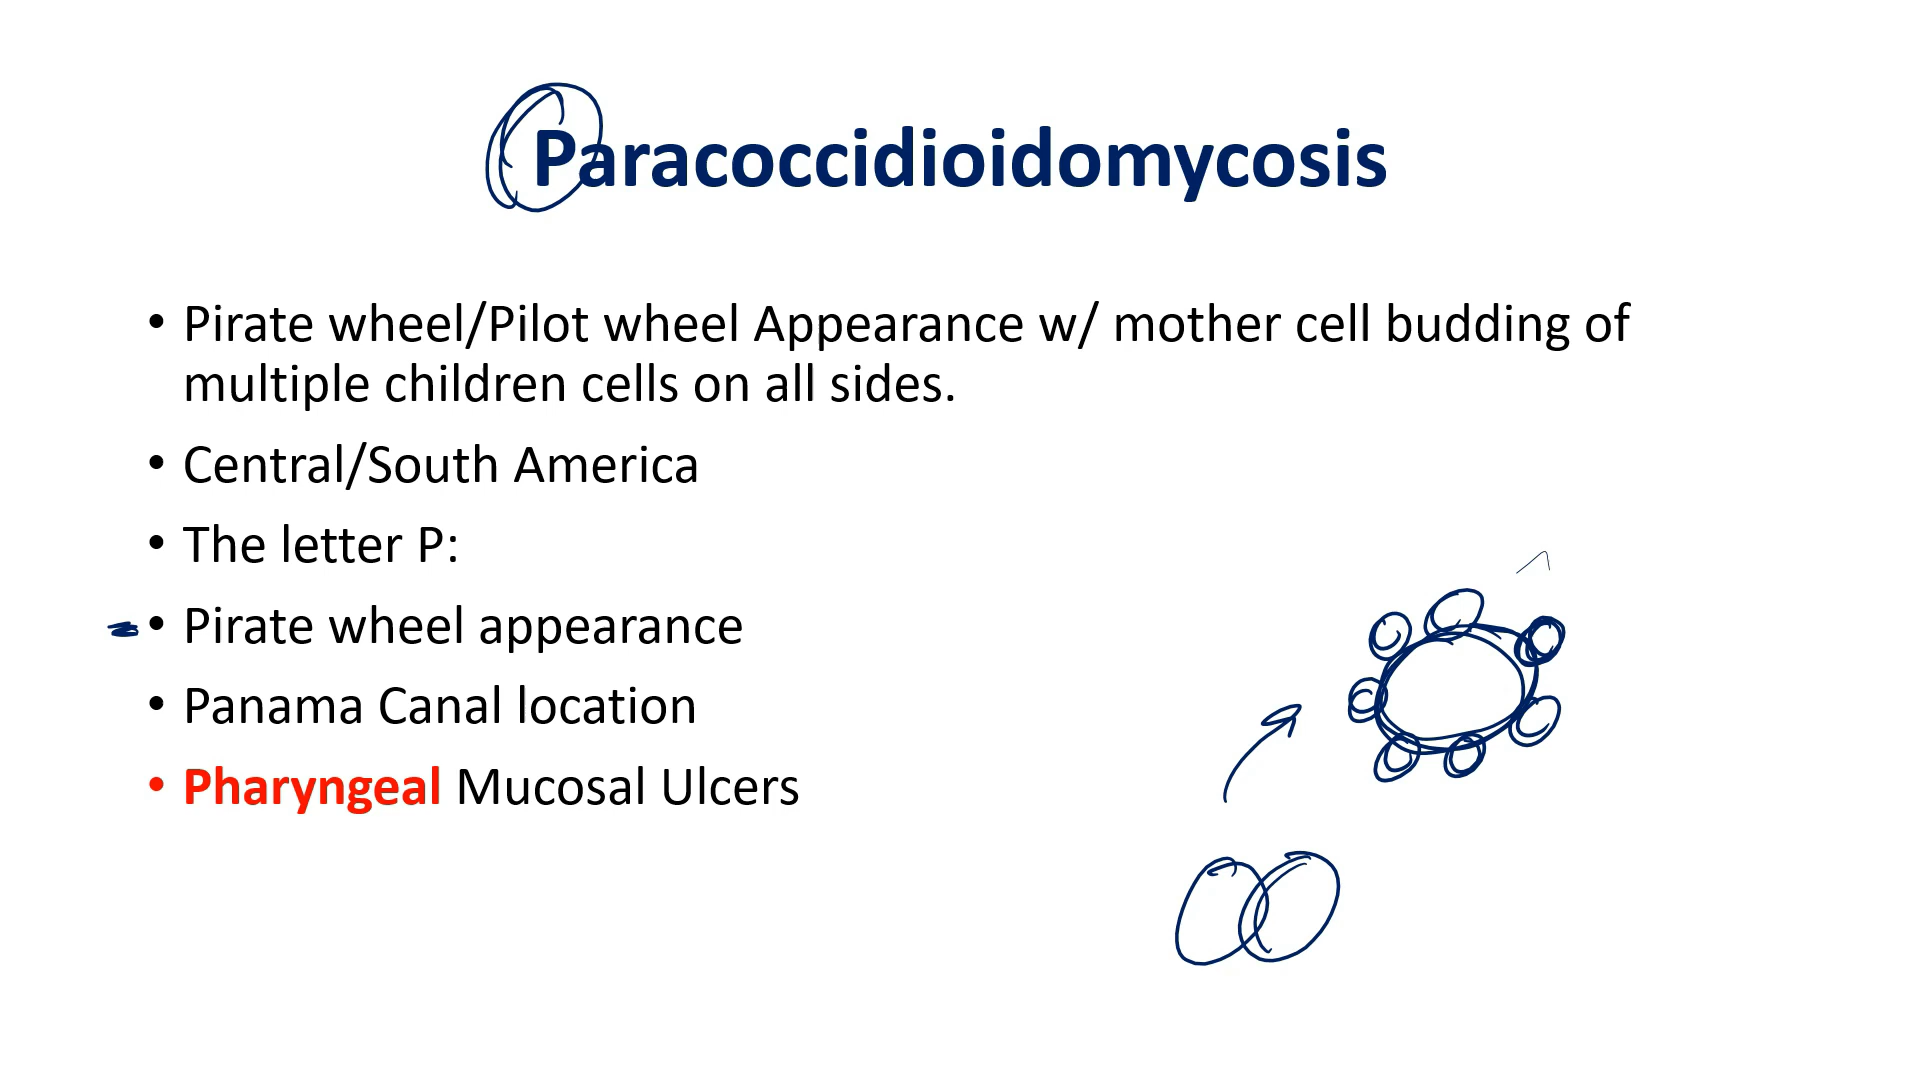 Paracoccidioidomycosis
• Pirate wheel/Pilot wheel Appearance w/ mother cell budding of
multiple children cells on all sides.
• Central/South America
• The letter P:
• Pirate wheel appearance
• Panama Canal location
• Pharyngeal Mucosal Ulcers